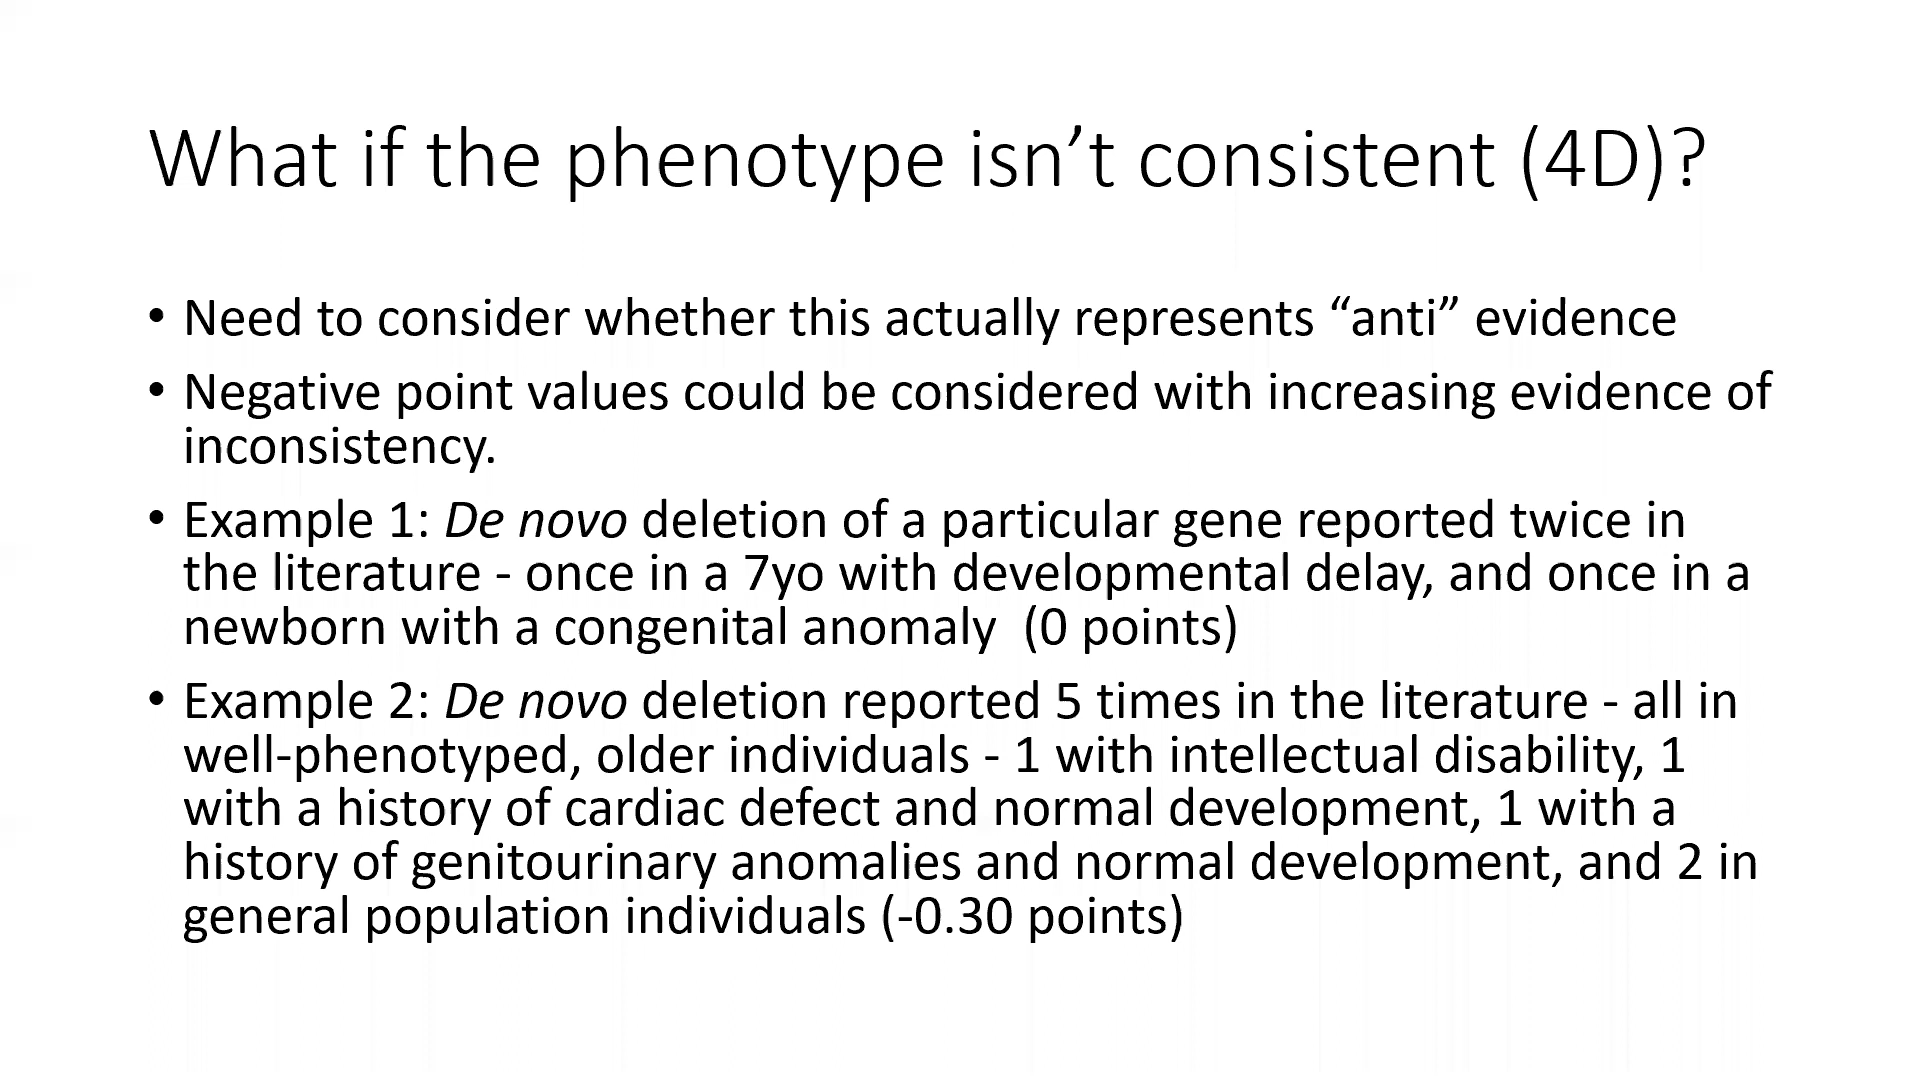 What if the phenotype isn’t consistent (4D)?
• Need to consider whether this actually represents “anti” evidence
• Negative point values could be considered with increasing evidence of
inconsistency.
• Example 1: De novo deletion of a particular gene reported twice in
the literature - once in a 7yo with developmental delay, and once in a
newborn with a congenital anomaly  (0 points)
• Example 2: De novo deletion reported 5 times in the literature - all in
well-phenotyped, older individuals - 1 with intellectual disability, 1
with a history of cardiac defect and normal development, 1 with a
history of genitourinary anomalies and normal development, and 2 in
general population individuals (-0.30 points)